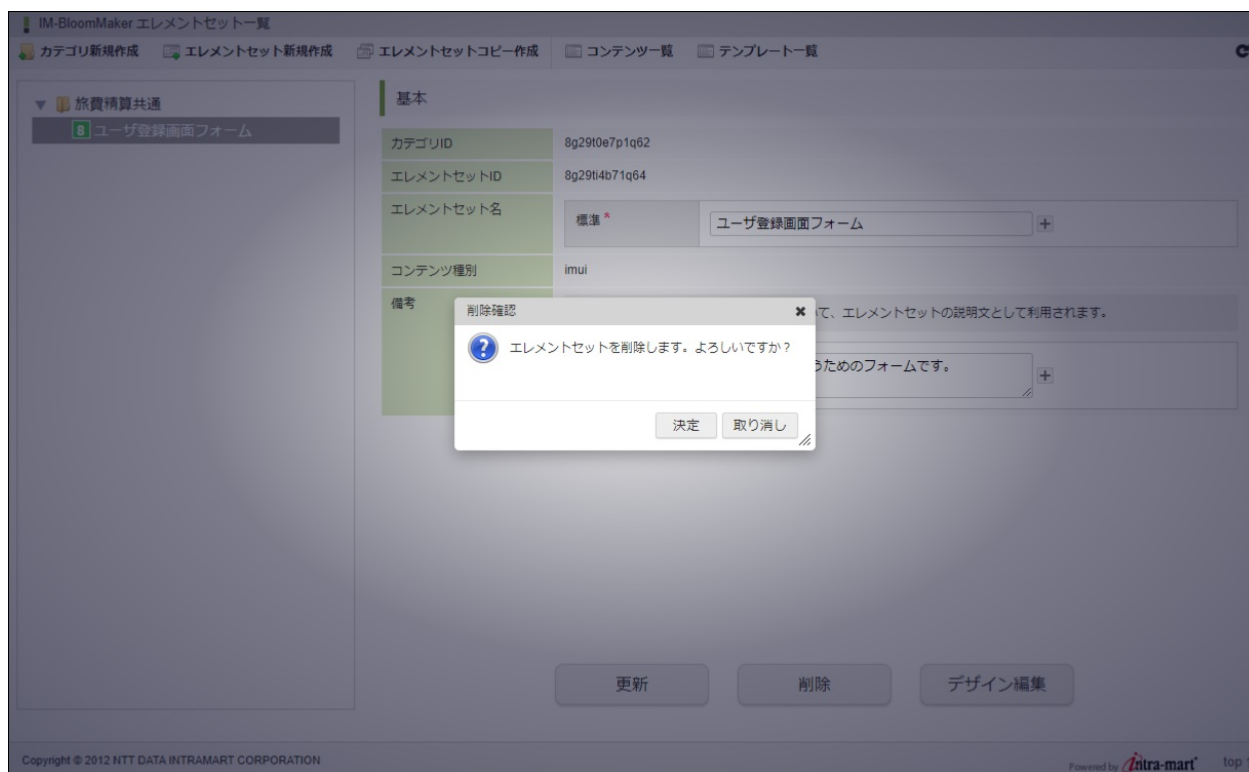 IM-BloomMaker エレメントセット一覧
カテゴリ新規作成 エレメントセット新規作成 エレメントセットコピー作成 コンテンツ一覧 テンプレート一覧
旅費精算共通
8 ユーザ登録画面フォーム
基本
カテゴリID 8g29t0e7p1q62
エレメントセットID 8g29ti4b71q64
エレメントセット名 標準 * ユーザ登録画面フォーム
コンテンツ種別 imui
備考 て、エレメントセットの説明文として利用されます。
うためのフォームです。
削除確認
エレメントセットを削除します。よろしいですか？
決定 取り消し
更新 削除 デザイン編集
Copyright © 2012 NTT DATA INTRAMART CORPORATION
Powered by intra-mart top